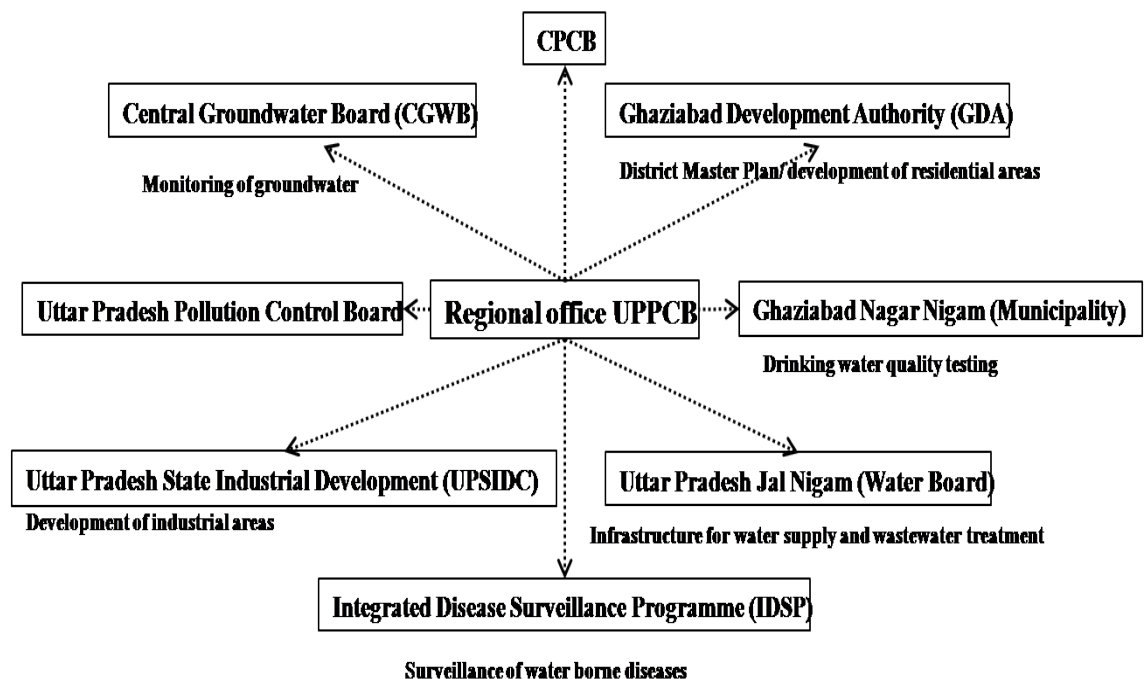 CPCB
Central Groundwater Board (CGWB)
Ghaziabad Development Authority (GDA)
Monitoring of groundwater
District Master Plan/ development of residential areas
Uttar Pradesh Pollution Control Board
Regional office UPPCB
Ghaziabad Nagar Nigam (Municipality)
Drinking water quality testing
Uttar Pradesh State Industrial Development (UPSIDC)
Uttar Pradesh Jal Nigam (Water Board)
Development of industrial areas
Infrastructure for water supply and wastewater treatment
Integrated Disease Surveillance Programme (IDSP)
Surveillance of water borne diseases